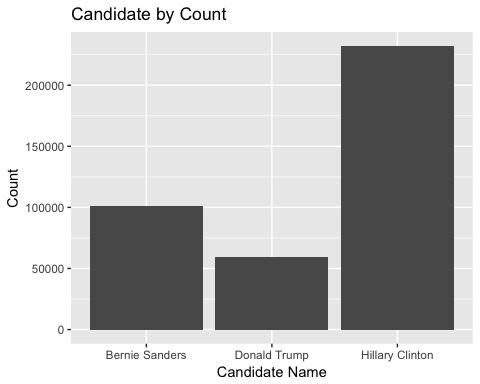 Candidate by Count
200000
150000
100000
50000
0
Count
Bernie Sanders
Donald Trump
Hillary Clinton
Candidate Name